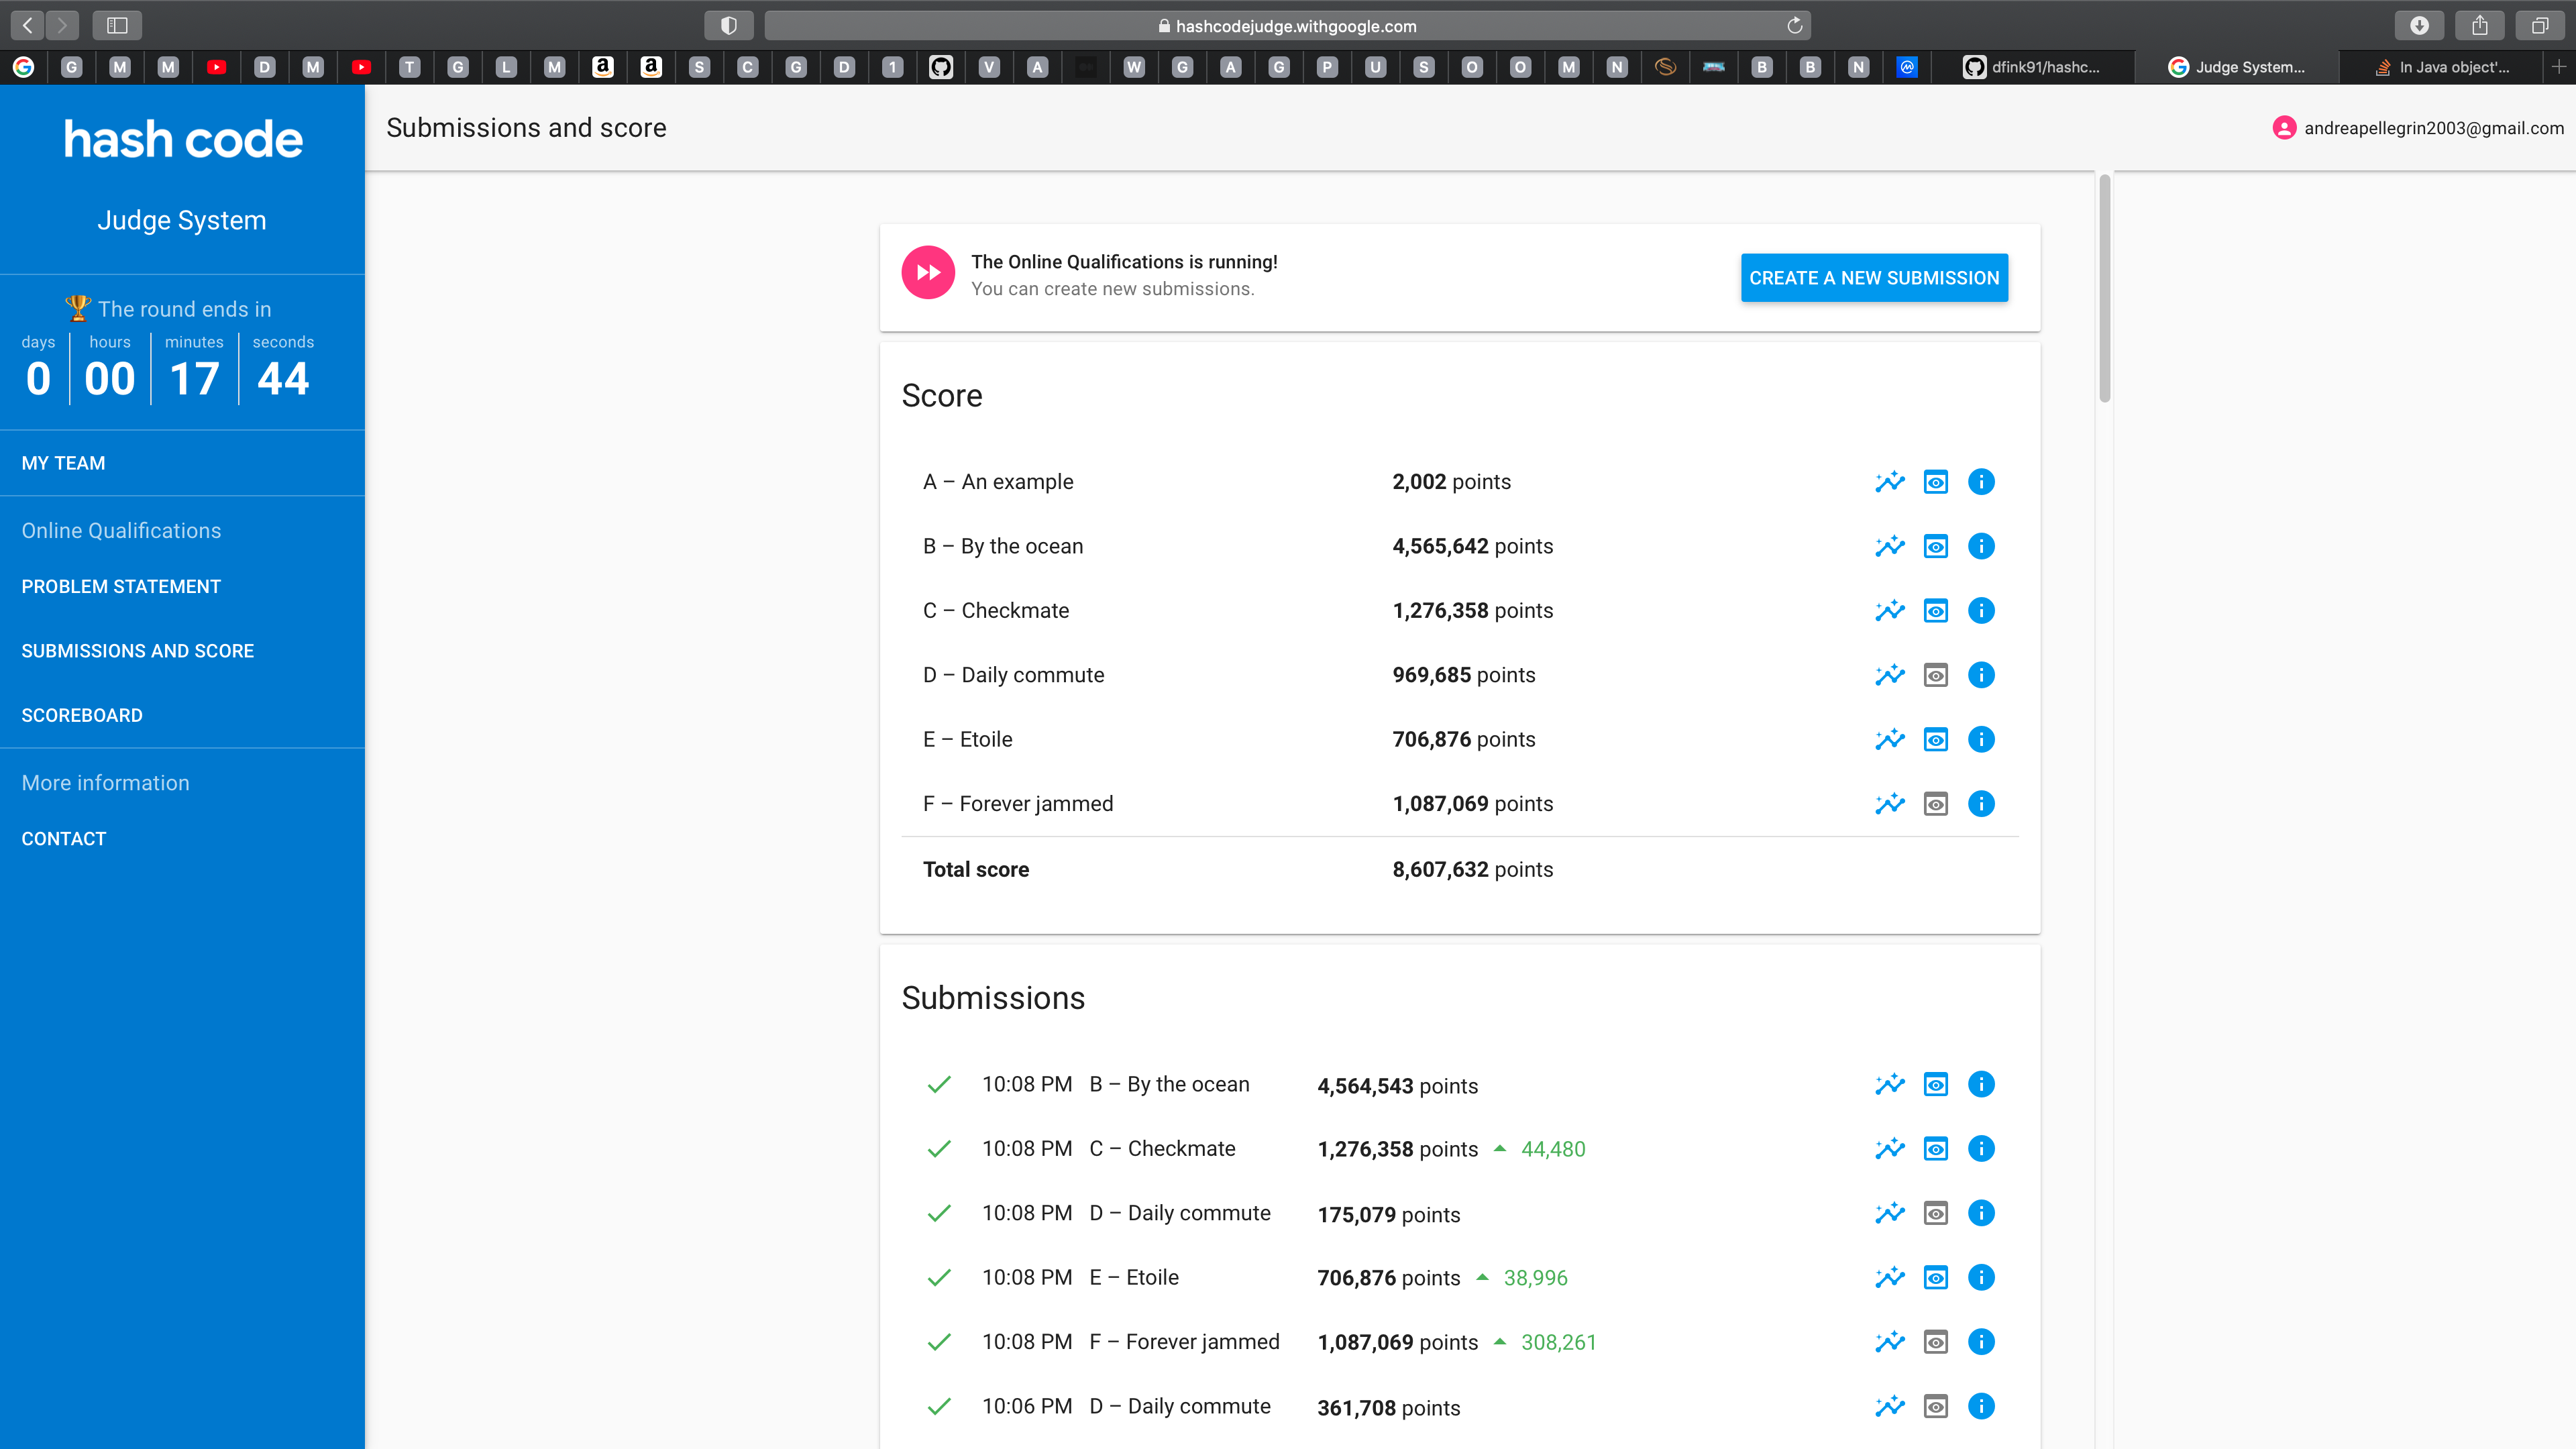 hashcodejudge.withgoogle.com
G M M D M T G L M a a S C G D 1 V A W G A G P U S O O M N B B N dfink91/hashc... Judge System... In Java object'...
hash code
Judge System
The round ends in
days hours minutes seconds
0 00 17 44
MY TEAM
Online Qualifications
PROBLEM STATEMENT
SUBMISSIONS AND SCORE
SCOREBOARD
More information
CONTACT
Submissions and score
andreapellegrin2003@gmail.com
The Online Qualifications is running!
You can create new submissions.
CREATE A NEW SUBMISSION
Score
A – An example 2,002 points
B – By the ocean 4,565,642 points
C – Checkmate 1,276,358 points
D – Daily commute 969,685 points
E – Etoile 706,876 points
F – Forever jammed 1,087,069 points
Total score 8,607,632 points
Submissions
10:08 PM B – By the ocean 4,564,543 points
10:08 PM C – Checkmate 1,276,358 points 44,480
10:08 PM D – Daily commute 175,079 points
10:08 PM E – Etoile 706,876 points 38,996
10:08 PM F – Forever jammed 1,087,069 points 308,261
10:06 PM D – Daily commute 361,708 points